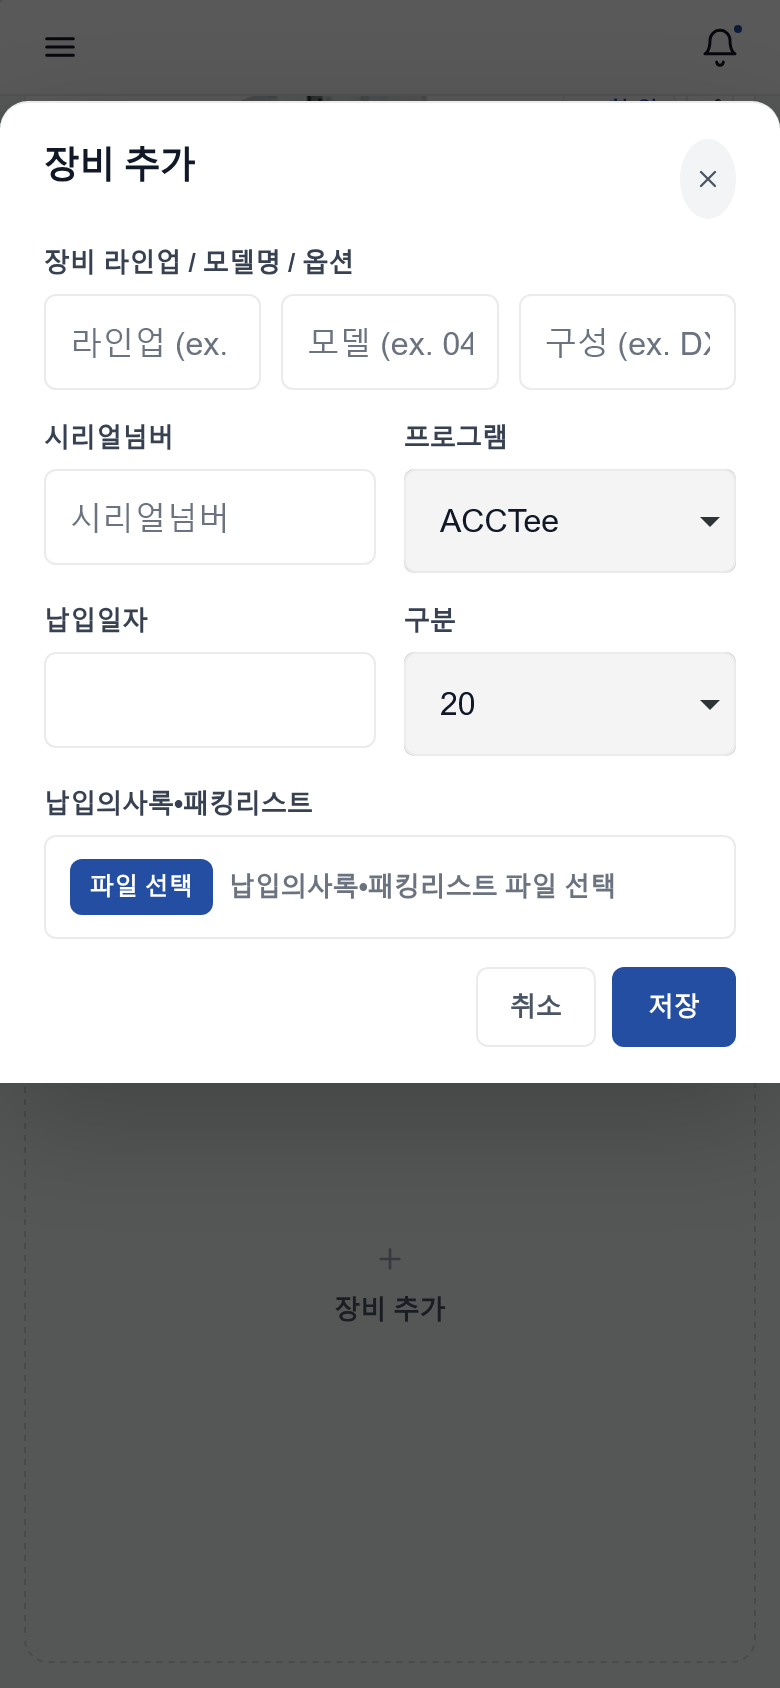 장비 추가
장비 라인업 / 모델명 / 옵션
라인업 (ex. 모델 (ex. 04 구성 (ex. DX
시리얼넘버 프로그램
시리얼넘버 ACCTee
납입일자 구분
20
납입의사록•패킹리스트
파일 선택 납입의사록•패킹리스트 파일 선택
취소 저장
장비 추가